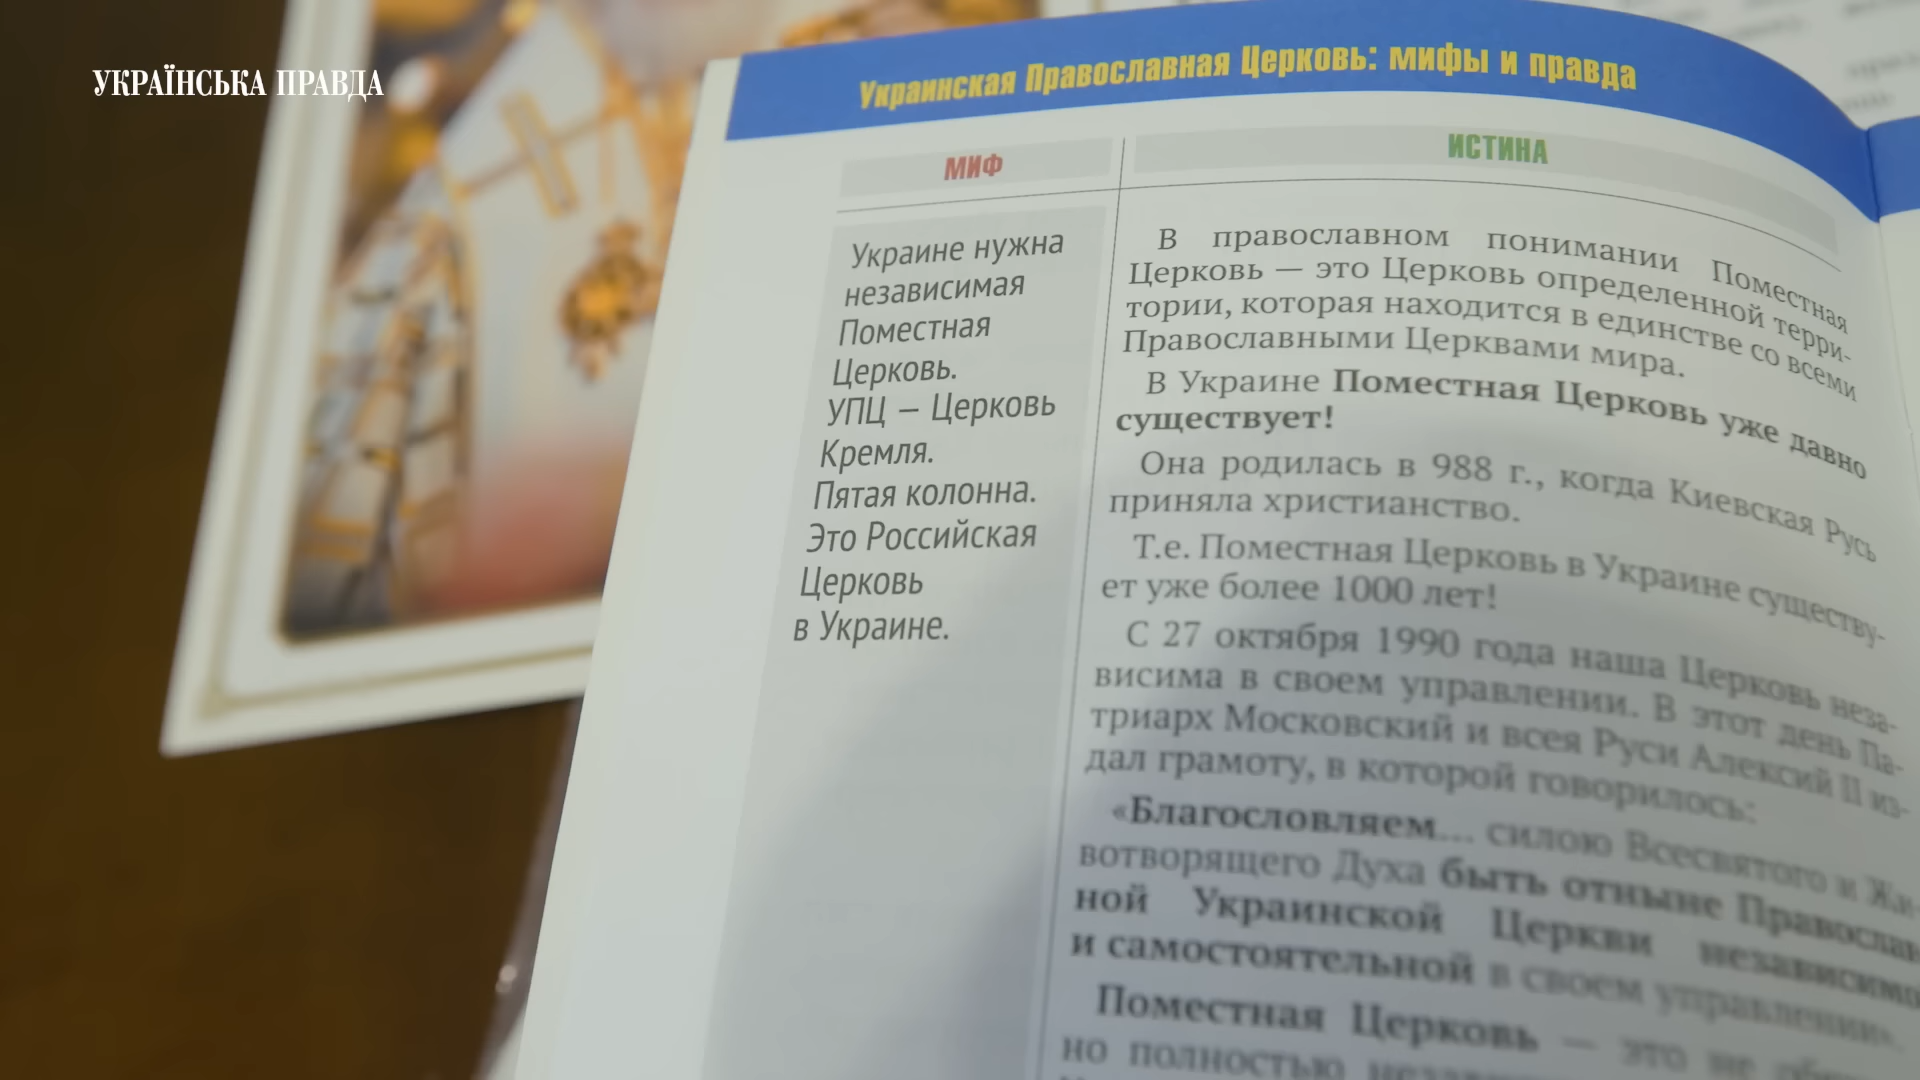 УКРАЇНСЬКА ПРАВДА
Украинская Православная Церковь: мифы и правда
МИФ
Украине нужна
независимая
Поместная
Церковь.
УПЦ — Церковь
Кремля.
Пятая колонна.
Это Российская
Церковь
в Украине.
ИСТИНА
В православном понимании Поместная
Церковь — это Церковь определенной терри-
тории, которая находится в единстве со всеми
Православными Церквами мира.
В Украине Поместная Церковь уже давно
существует!
Она родилась в 988 г., когда Киевская Русь
приняла христианство.
Т.е. Поместная Церковь в Украине существу-
ет уже более 1000 лет!
С 27 октября 1990 года наша Церковь неза-
висима в своем управлении. В этот день Па-
триарх Московский и всея Руси Алексий II из-
дал грамоту, в которой говорилось:
«Благословляем... силою Всесвятого и Жи-
вотворящего Духа быть отныне Православ-
ной Украинской Церкви независимо
и самостоятельной в своем управлении».
Поместная Церковь — это не
но полностью